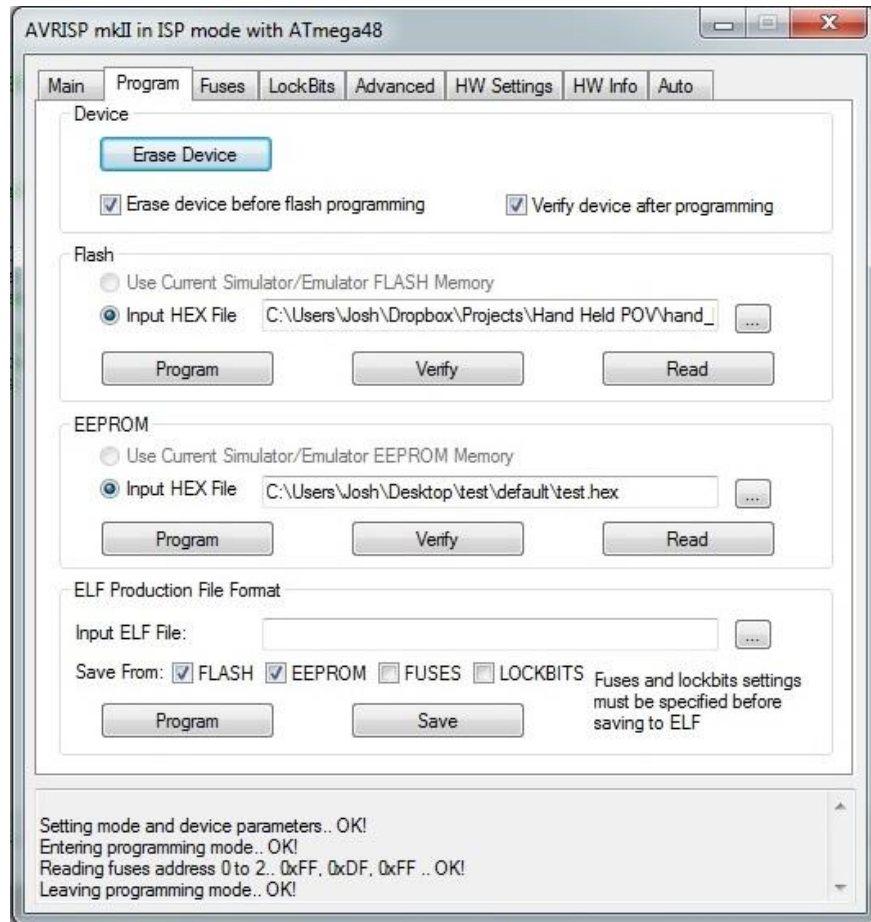 AVRISP mkII in ISP mode with ATmega48
Main Program Fuses LockBits Advanced HW Settings HW Info Auto
Device
Erase Device
Erase device before flash programming Verify device after programming
Flash
Use Current Simulator/Emulator FLASH Memory
Input HEX File C:\Users\Josh\Dropbox\Projects\Hand Held POV\hand_ ...
Program Verify Read
EEPROM
Use Current Simulator/Emulator EEPROM Memory
Input HEX File C:\Users\Josh\Desktop\test\default\test.hex ...
Program Verify Read
ELF Production File Format
Input ELF File: ...
Save From: FLASH EEPROM FUSES LOCKBITS Fuses and lockbits settings
must be specified before
Program Save saving to ELF
Setting mode and device parameters.. OK!
Entering programming mode.. OK!
Reading fuses address 0 to 2.. 0xFF, 0xDF, 0xFF .. OK!
Leaving programming mode.. OK!